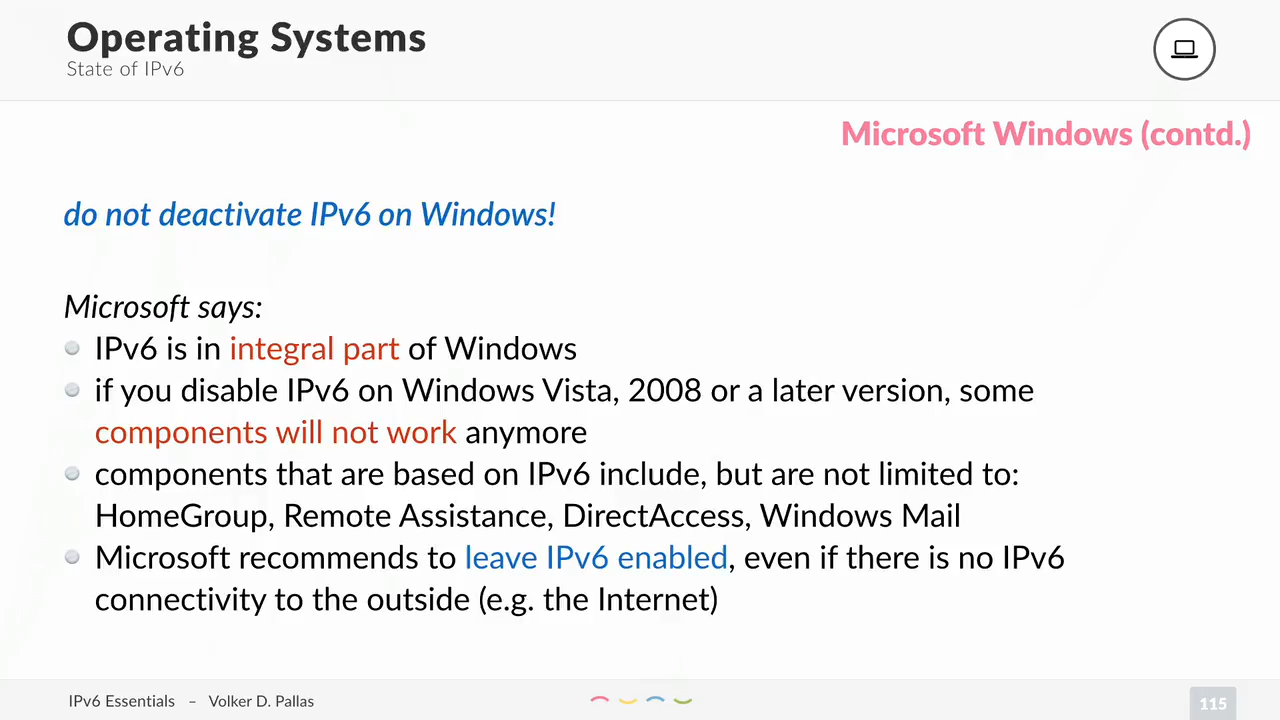 Operating Systems
State of IPv6
Microsoft Windows (contd.)
do not deactivate IPv6 on Windows!
Microsoft says:
IPv6 is in integral part of Windows
if you disable IPv6 on Windows Vista, 2008 or a later version, some
components will not work anymore
components that are based on IPv6 include, but are not limited to:
HomeGroup, Remote Assistance, DirectAccess, Windows Mail
Microsoft recommends to leave IPv6 enabled, even if there is no IPv6
connectivity to the outside (e.g. the Internet)
IPv6 Essentials – Volker D. Pallas
115